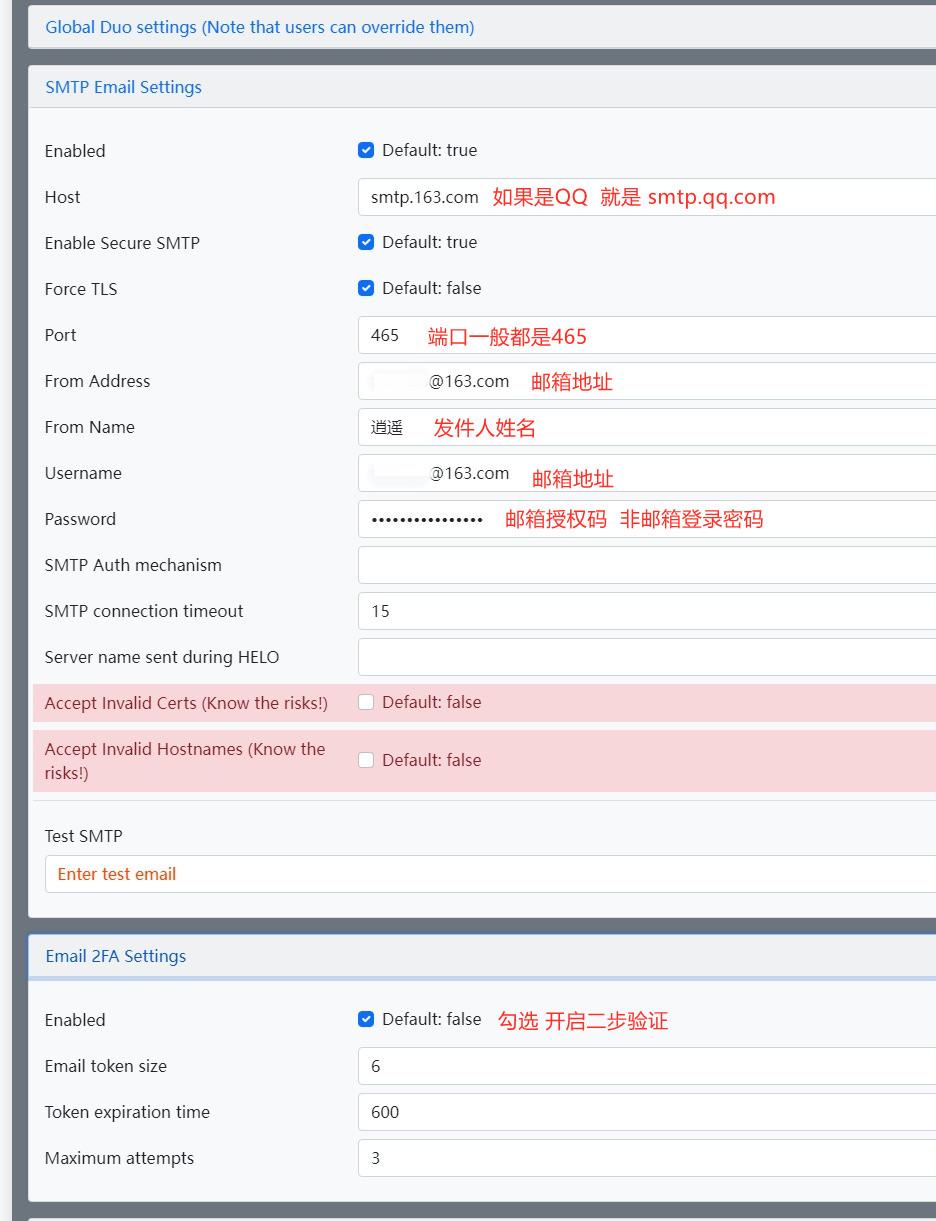 Global Duo settings (Note that users can override them)
SMTP Email Settings
Enabled Default: true
Host smtp.163.com 如果是QQ 就是 smtp.qq.com
Enable Secure SMTP Default: true
Force TLS Default: false
Port 465 端口一般都是465
From Address @163.com 邮箱地址
From Name 逍遥 发件人姓名
Username @163.com 邮箱地址
Password •••••••••••••••• 邮箱授权码 非邮箱登录密码
SMTP Auth mechanism
SMTP connection timeout 15
Server name sent during HELO
Accept Invalid Certs (Know the risks!) Default: false
Accept Invalid Hostnames (Know the
risks!) Default: false
Test SMTP
Enter test email
Email 2FA Settings
Enabled Default: false 勾选 开启二步验证
Email token size 6
Token expiration time 600
Maximum attempts 3